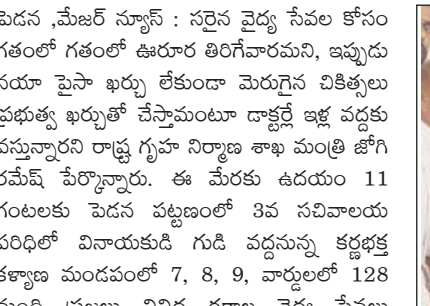 పెడన ,మేజర్ న్యూస్ : సరైన వైద్య సేవల కోసం
గతంలో గతంలో ఊరూర తిరిగేవారమని, ఇప్పుడు
నయా పైసా ఖర్చు లేకుండా మెరుగైన చికిత్సలు
ప్రభుత్వ ఖర్చుతో చేస్తామంటూ డాక్టర్లే ఇళ్ల వద్దకు
వస్తున్నారని రాష్ట్ర గృహ నిర్మాణ శాఖ మంత్రి జోగి
రమేష్ పేర్కొన్నారు. ఈ మేరకు ఉదయం 11
గంటలకు పెడన పట్టణంలో 3వ సచివాలయ
పరిధిలో వినాయకుడి గుడి వద్దనున్న కర్ణభక్త
కళ్యాణ మండపంలో 7, 8, 9, వార్డులలో 128